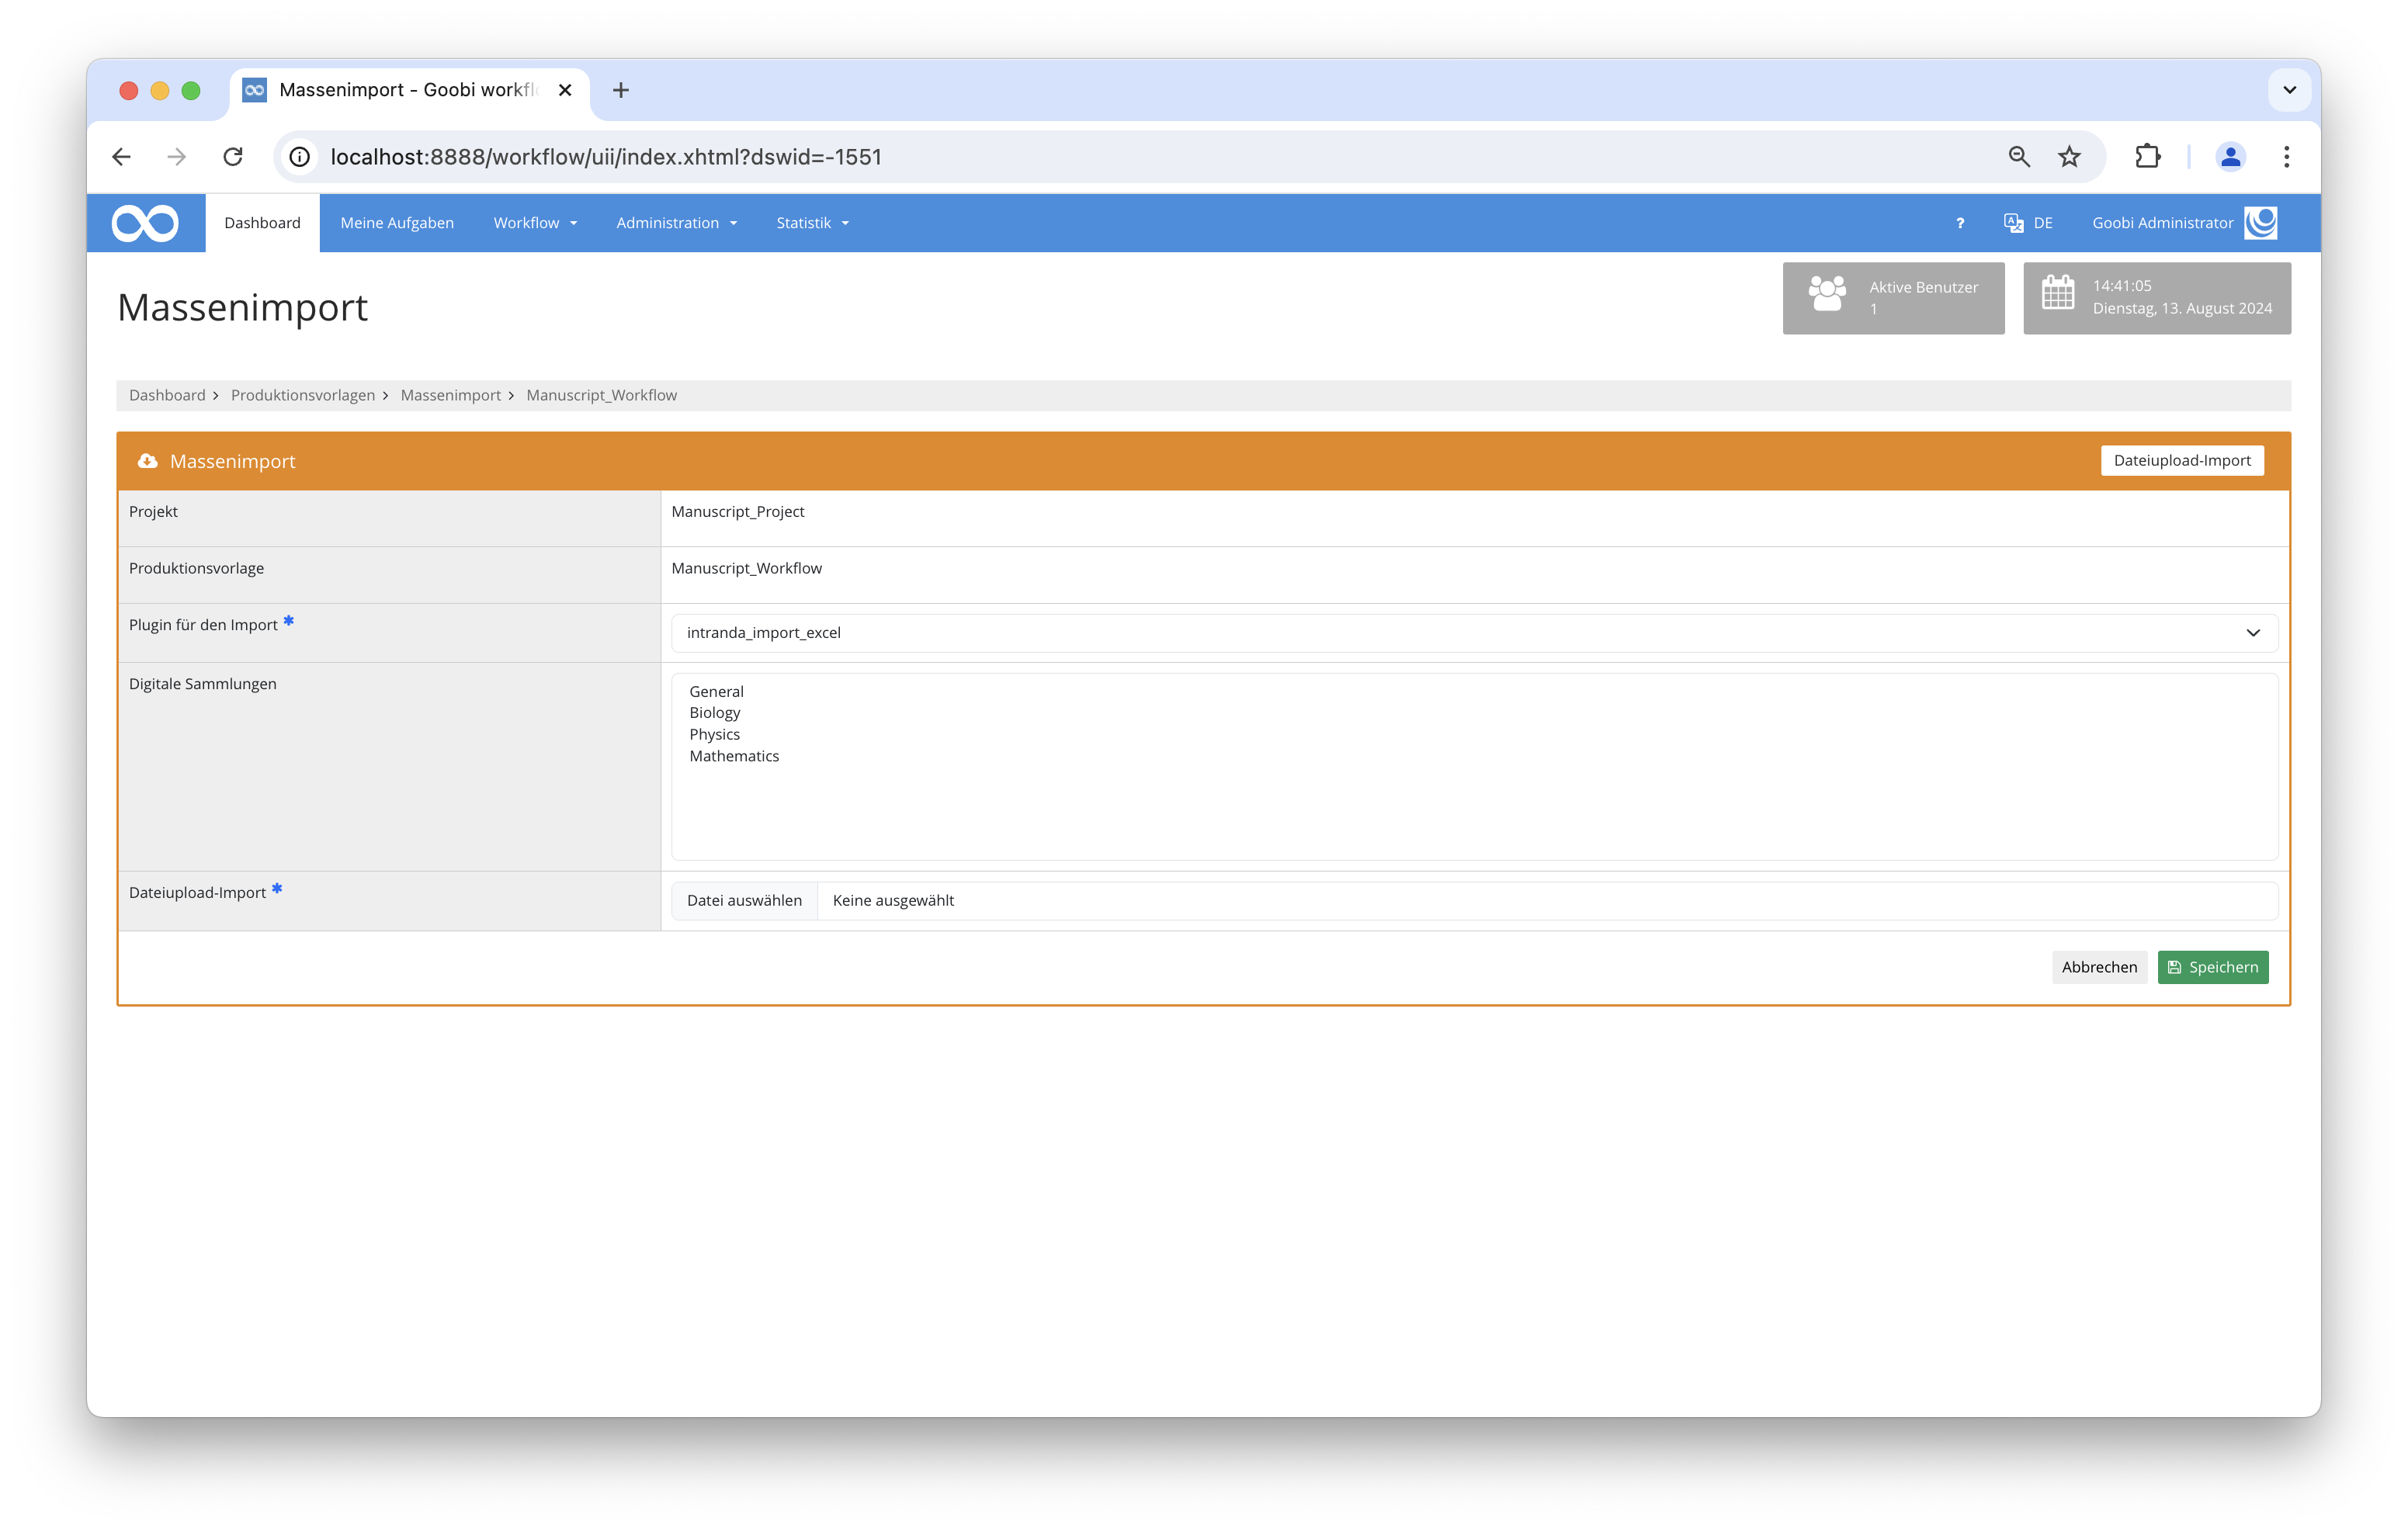 Massenimport - Goobi workfl
localhost:8888/workflow/uii/index.xhtml?dswid=-1551
Dashboard Meine Aufgaben Workflow Administration Statistik ? DE Goobi Administrator
Massenimport
Aktive Benutzer
1
14:41:05
Dienstag, 13. August 2024
Dashboard > Produktionsvorlagen > Massenimport > Manuscript_Workflow
Massenimport Dateiupload-Import
Projekt Manuscript_Project
Produktionsvorlage Manuscript_Workflow
Plugin für den Import * intranda_import_excel
Digitale Sammlungen General
Biology
Physics
Mathematics
Dateiupload-Import * Datei auswählen Keine ausgewählt
Abbrechen Speichern